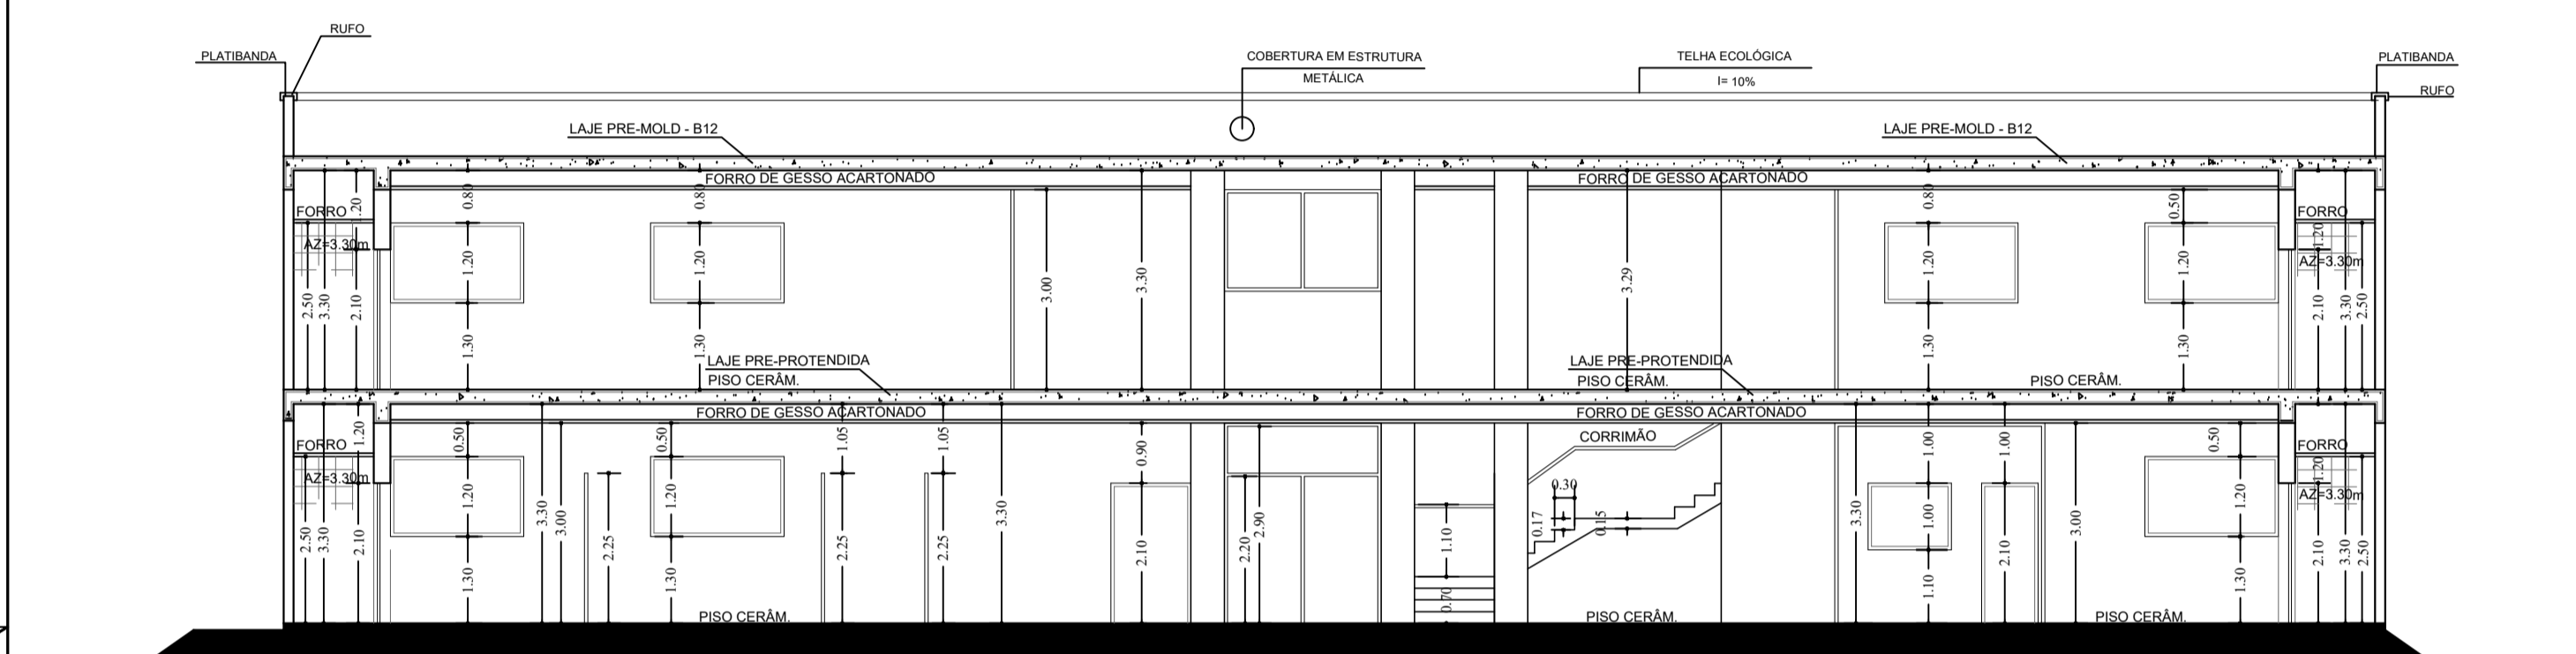 RUFO
PLATIBANDA
COBERTURA EM ESTRUTURA
METÁLICA
TELHA ECOLÓGICA
I= 10%
PLATIBANDA
RUFO
LAJE PRE-MOLD - B12
LAJE PRE-MOLD - B12
FORRO DE GESSO ACARTONADO
FORRO DE GESSO ACARTONADO
FORRO
1.20
0.80
0.80
0.80
0.50
FORRO
1.20
AZ=3.30m
AZ=3.30m
2.50
3.30
2.10
1.20
1.20
3.00
3.30
3.29
1.20
1.20
2.10
3.30
2.50
1.30
1.30
1.30
1.30
LAJE PRE-PROTENDIDA
PISO CERÂM.
LAJE PRE-PROTENDIDA
PISO CERÂM.
PISO CERÂM.
FORRO DE GESSO ACARTONADO
FORRO DE GESSO ACARTONADO
FORRO
1.20
0.50
0.50
1.05
1.05
0.90
CORRIMÃO
1.00
1.00
0.50
FORRO
1.20
AZ=3.30m
AZ=3.30m
2.50
3.30
2.10
1.20
3.30
3.00
2.25
1.20
2.25
2.25
3.30
2.10
2.20
2.90
1.10
0.17
0.30
0.15
3.30
1.00
2.10
3.00
1.20
2.10
3.30
2.50
1.30
1.30
0.70
1.10
1.30
PISO CERÂM.
PISO CERÂM.
PISO CERÂM.